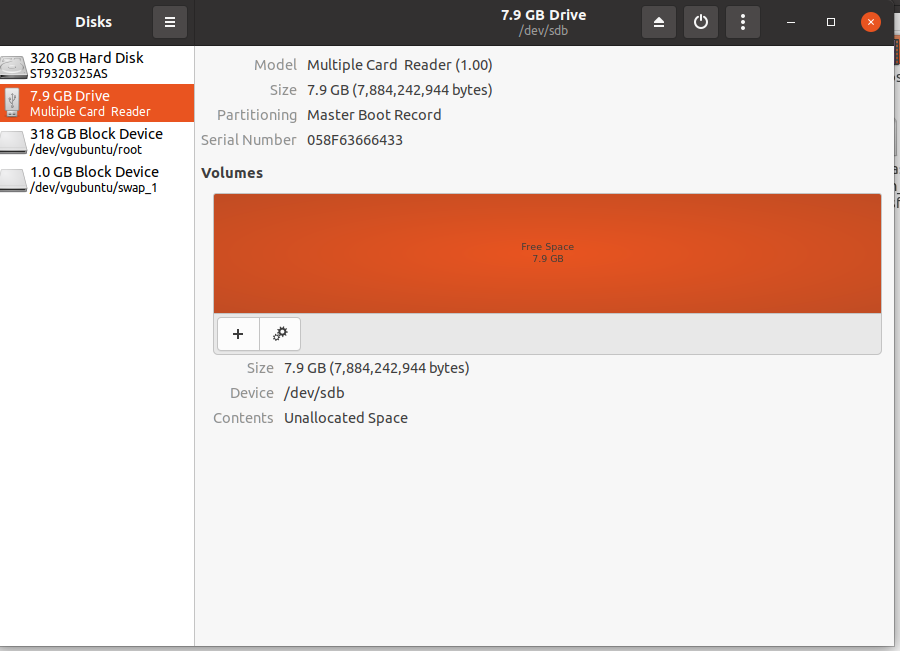 Disks
7.9 GB Drive
/dev/sdb
320 GB Hard Disk
ST9320325AS
7.9 GB Drive
Multiple Card Reader
318 GB Block Device
/dev/vgubuntu/root
1.0 GB Block Device
/dev/vgubuntu/swap_1
Model Multiple Card Reader (1.00)
Size 7.9 GB (7,884,242,944 bytes)
Partitioning Master Boot Record
Serial Number 058F63666433
Volumes
Free Space
7.9 GB
Size 7.9 GB (7,884,242,944 bytes)
Device /dev/sdb
Contents Unallocated Space